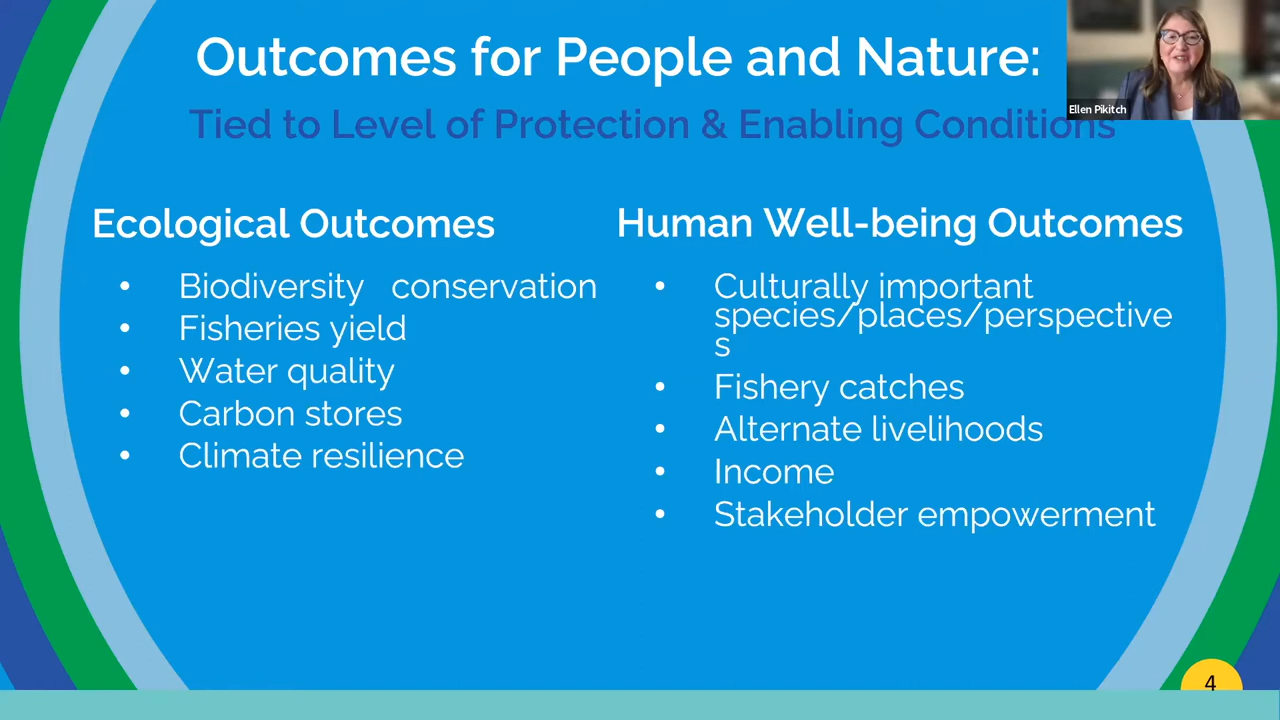 Outcomes for People and Nature:
Ellen Pikitch
Tied to Level of Protection & Enabling Conditions
Ecological Outcomes
• Biodiversity conservation
• Fisheries yield
• Water quality
• Carbon stores
• Climate resilience
Human Well-being Outcomes
• Culturally important
species/places/perspective
s
• Fishery catches
• Alternate livelihoods
• Income
• Stakeholder empowerment
4